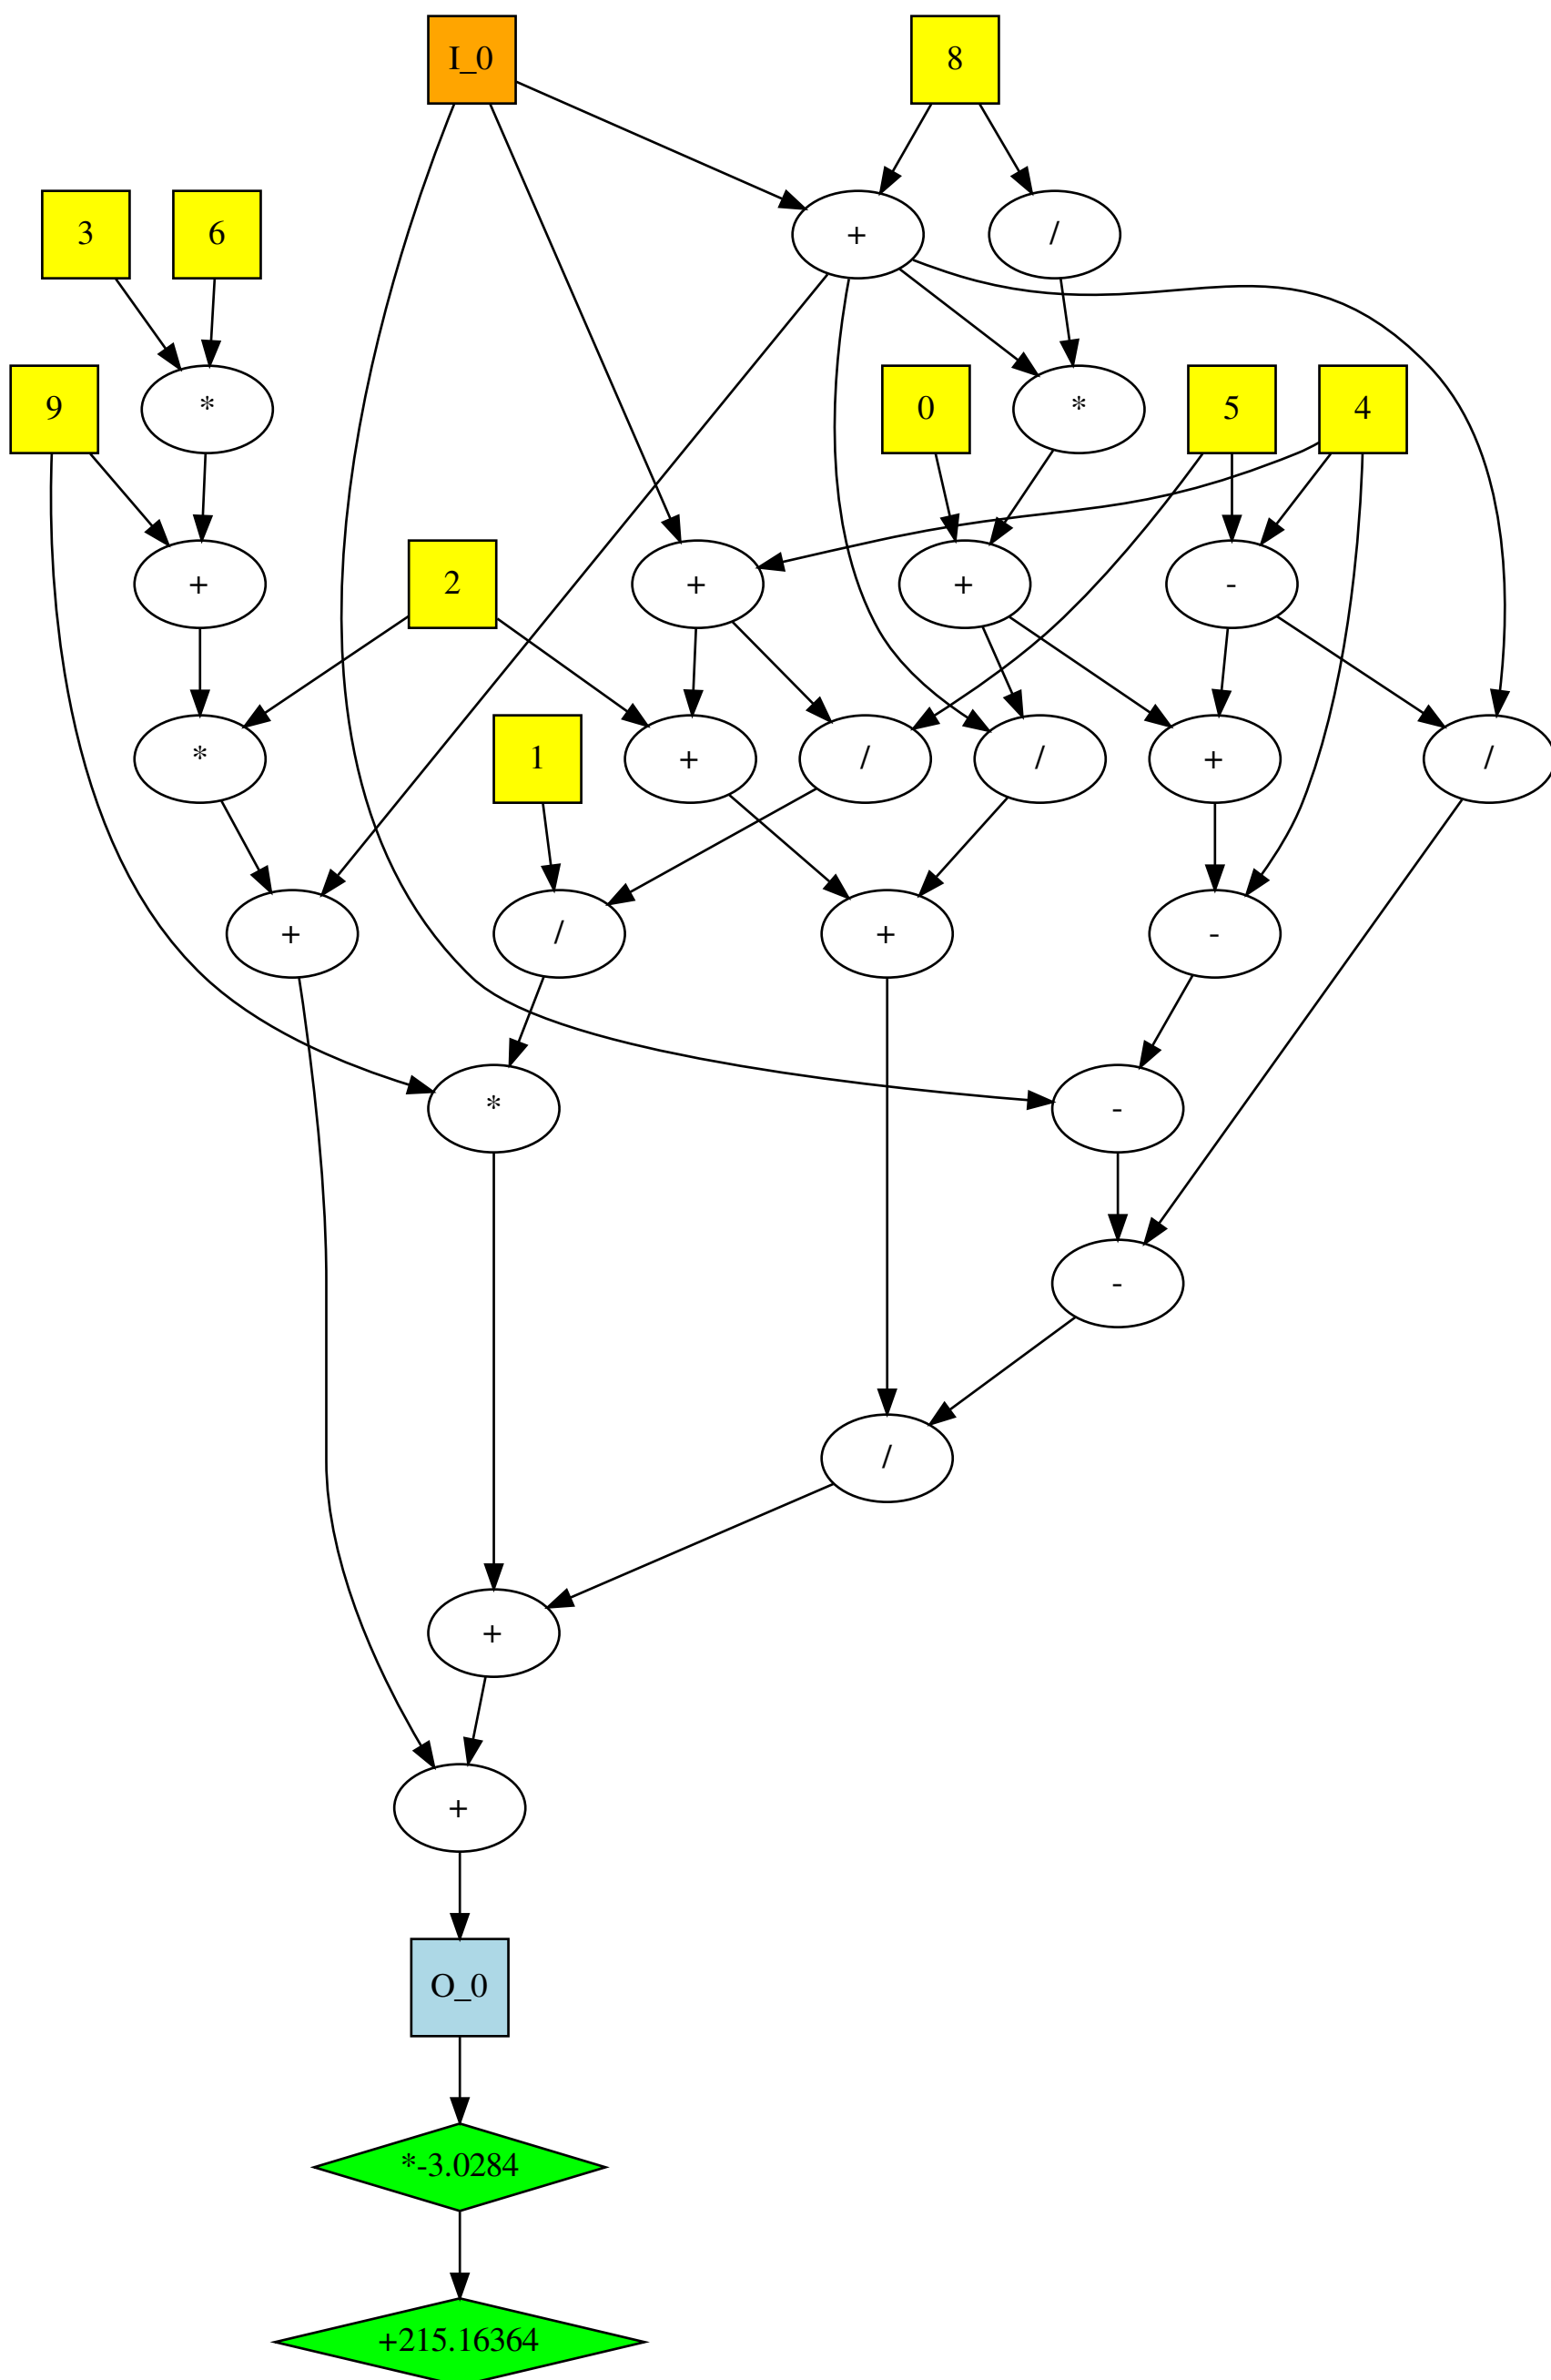 I_0 8
3 6 + /
9 * 0 * 5 4
+ 2 + + -
* 1 + / / + /
+ / + -
* -
-
/
+
+
O_0
*-3.0284
+215.16364